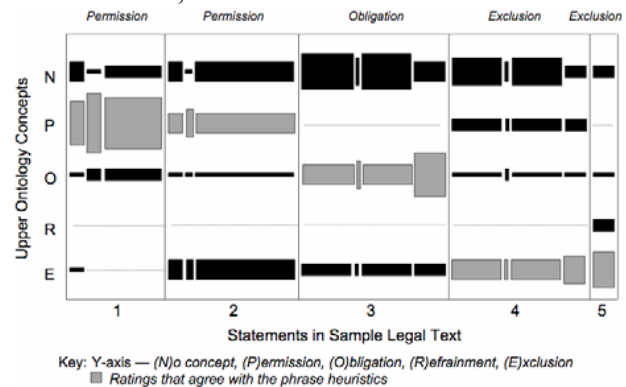 Permission Permission Obligation Exclusion Exclusion
N
P
O
R
E
Upper Ontology Concepts
1 2 3 4 5
Statements in Sample Legal Text
Key: Y-axis — (N)o concept, (P)ermission, (O)bligation, (R)efrainment, (E)xclusion
Ratings that agree with the phrase heuristics